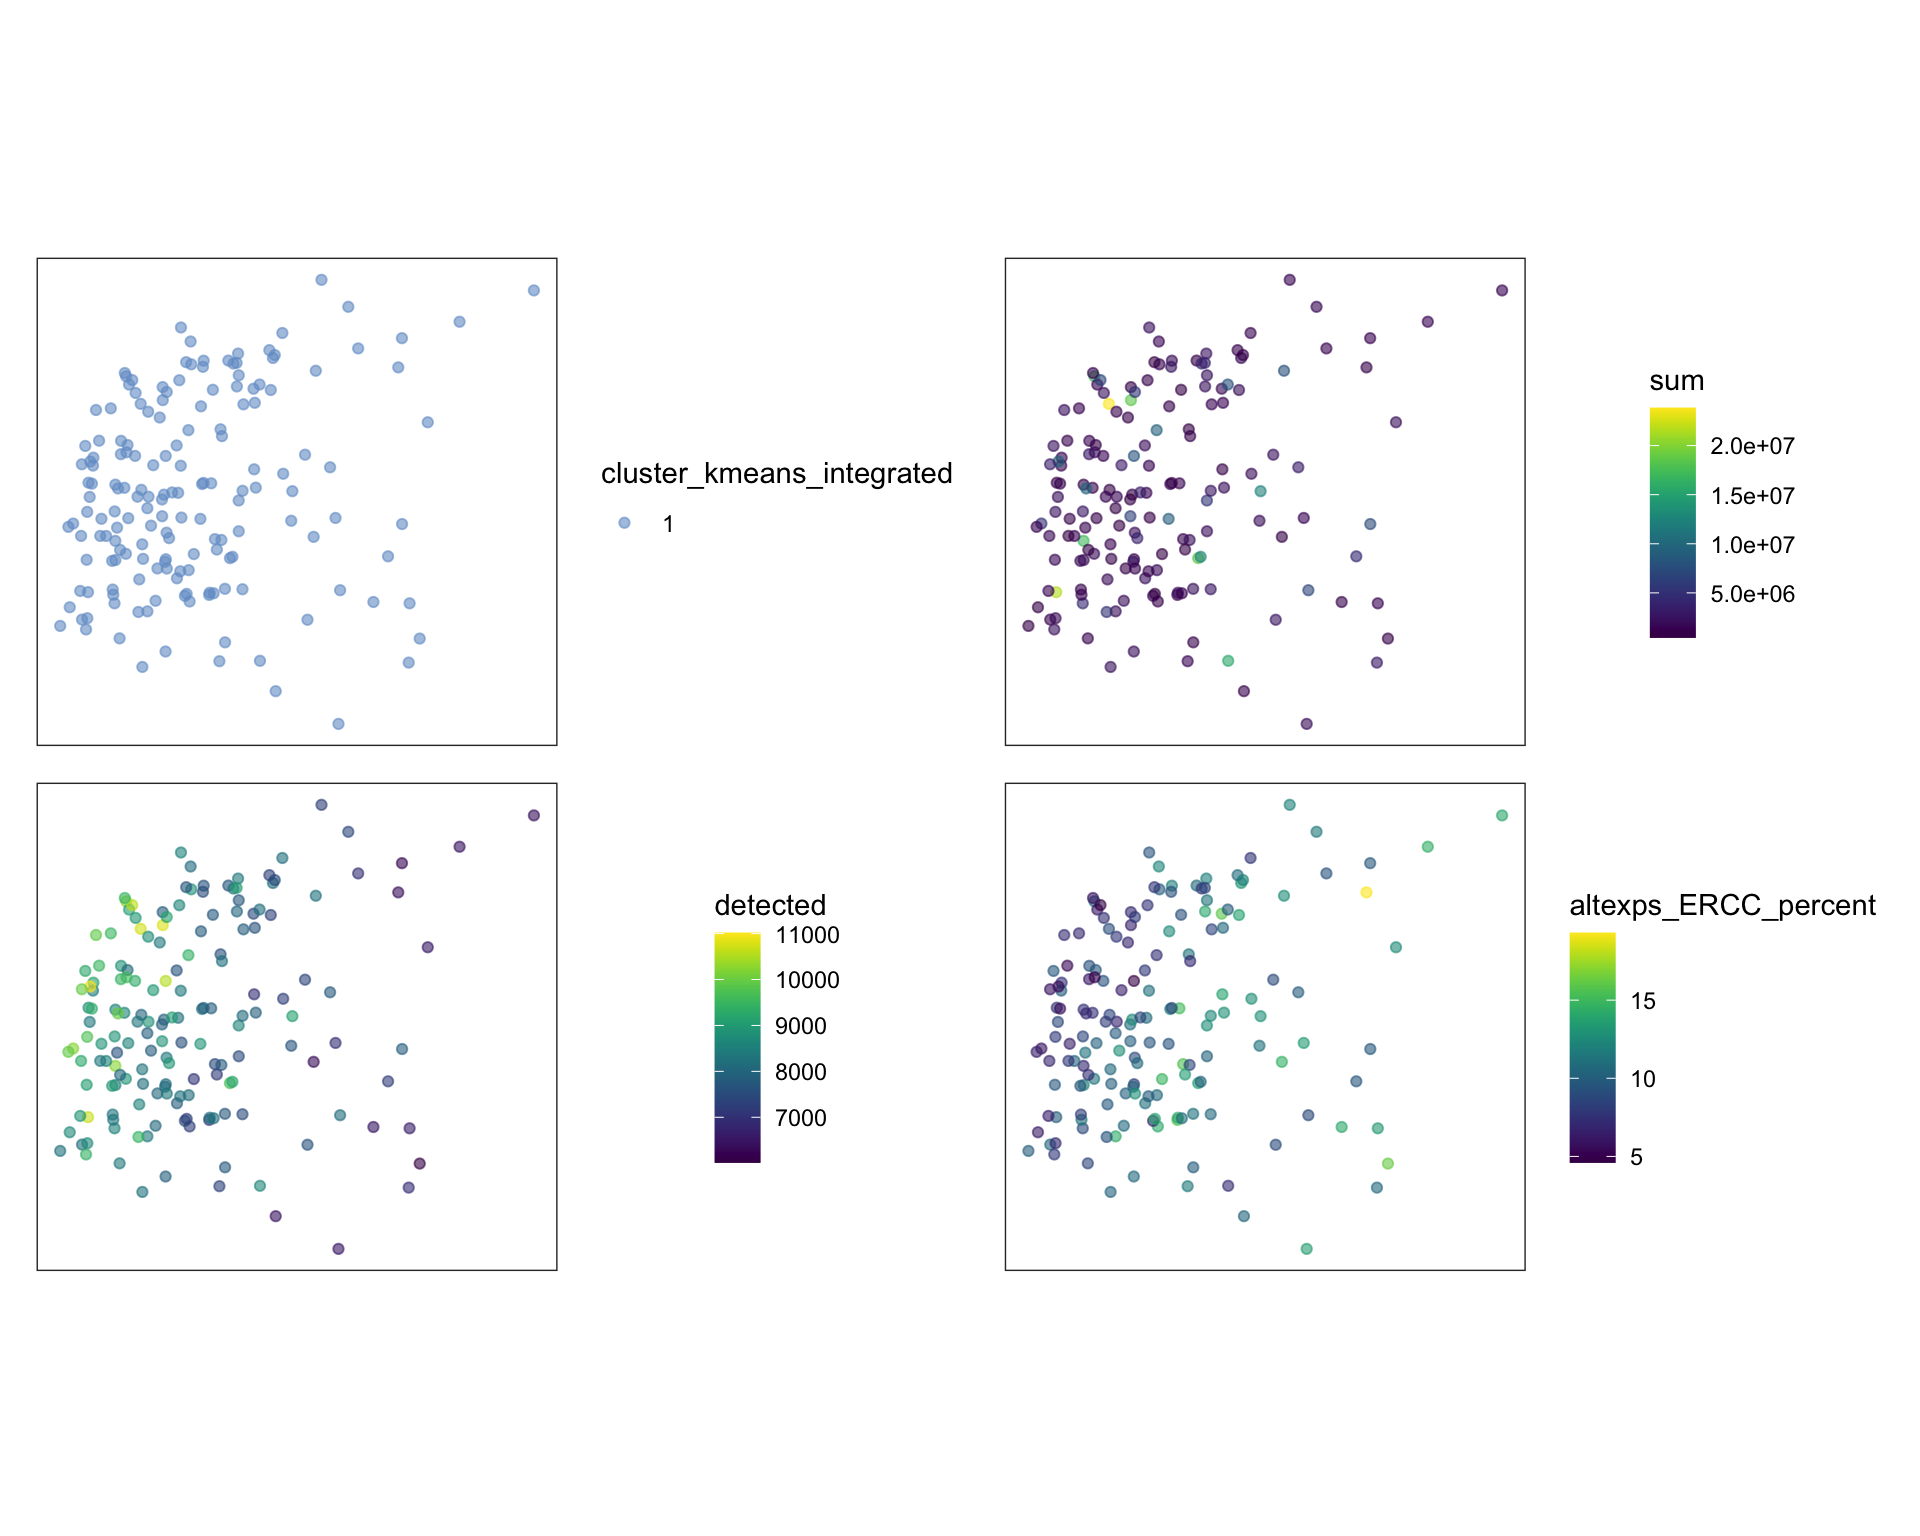 cluster_kmeans_integrated
1
sum
2.0e+07
1.5e+07
1.0e+07
5.0e+06
detected
11000
10000
9000
8000
7000
altexps_ERCC_percent
15
10
5